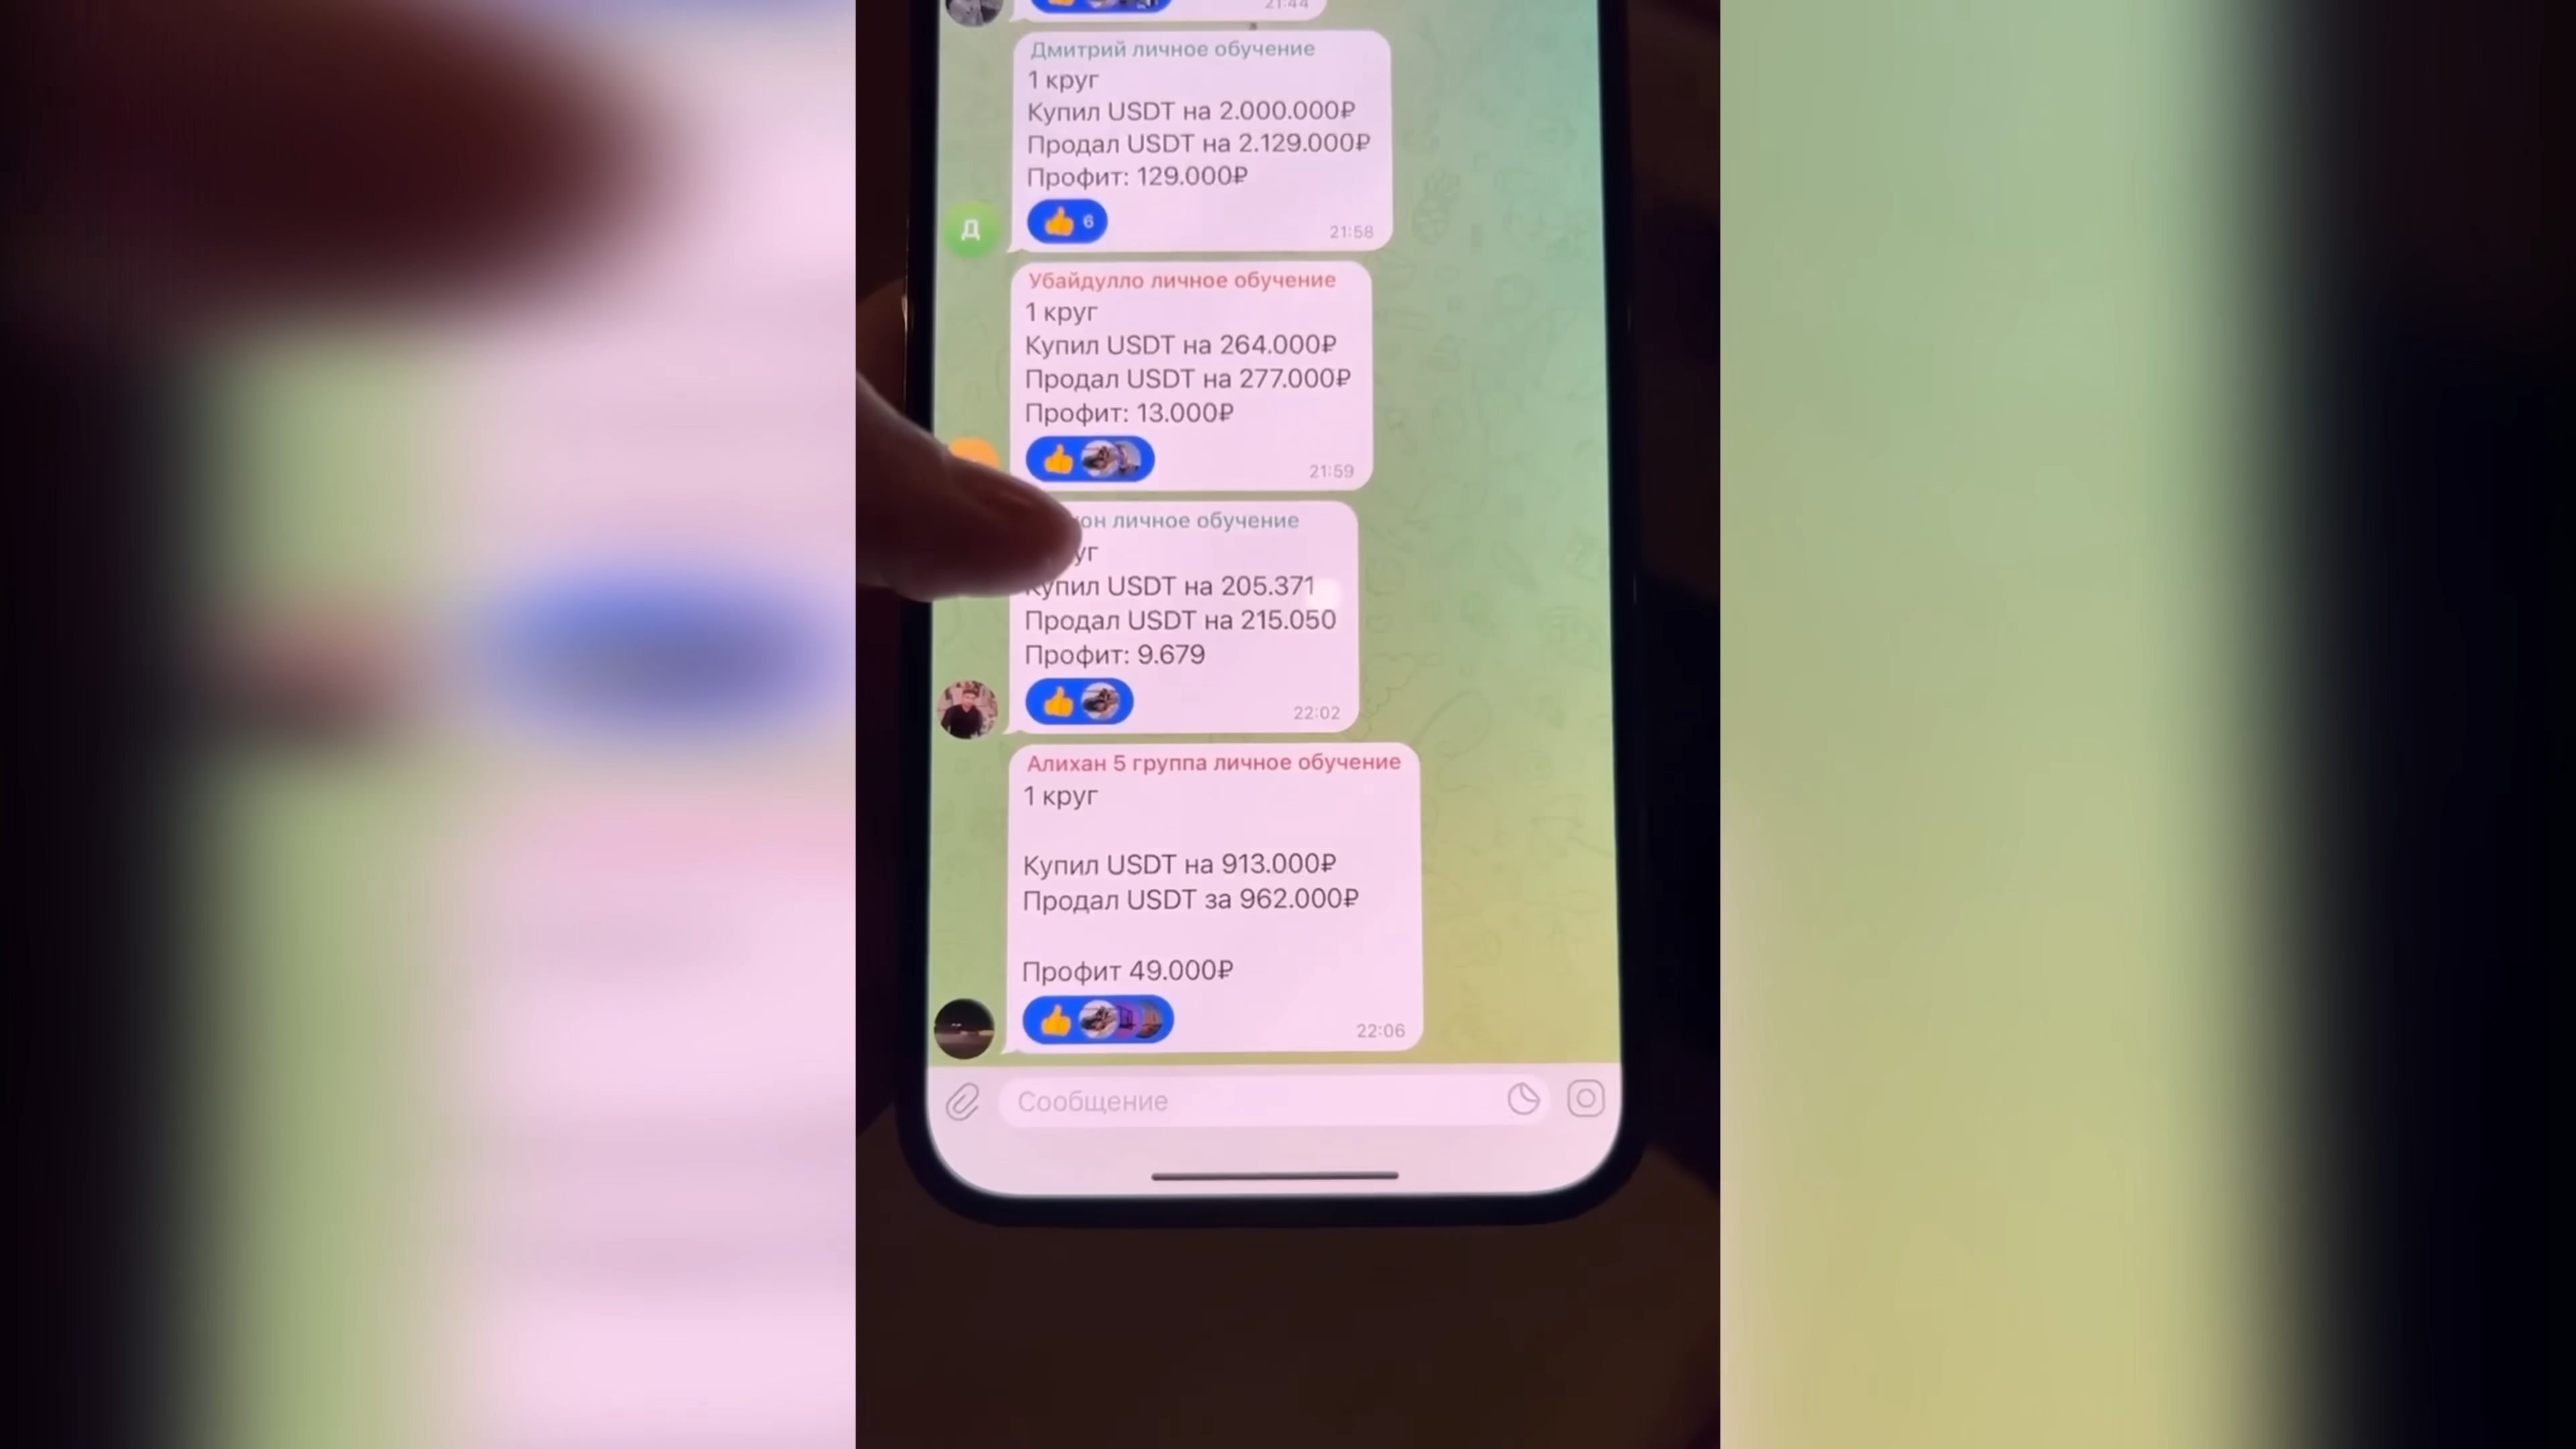 21:44
Дмитрий личное обучение
1 круг
Купил USDT на 2.000.000₽
Продал USDT на 2.129.000₽
Профит: 129.000₽
6
21:58
Д
Убайдулло личное обучение
1 круг
Купил USDT на 264.000₽
Продал USDT на 277.000₽
Профит: 13.000₽
21:59
личное обучение
Купил USDT на 205.371
Продал USDT на 215.050
Профит: 9.679
22:02
Алихан 5 группа личное обучение
1 круг
Купил USDT на 913.000₽
Продал USDT за 962.000₽
Профит 49.000₽
22:06
Сообщение